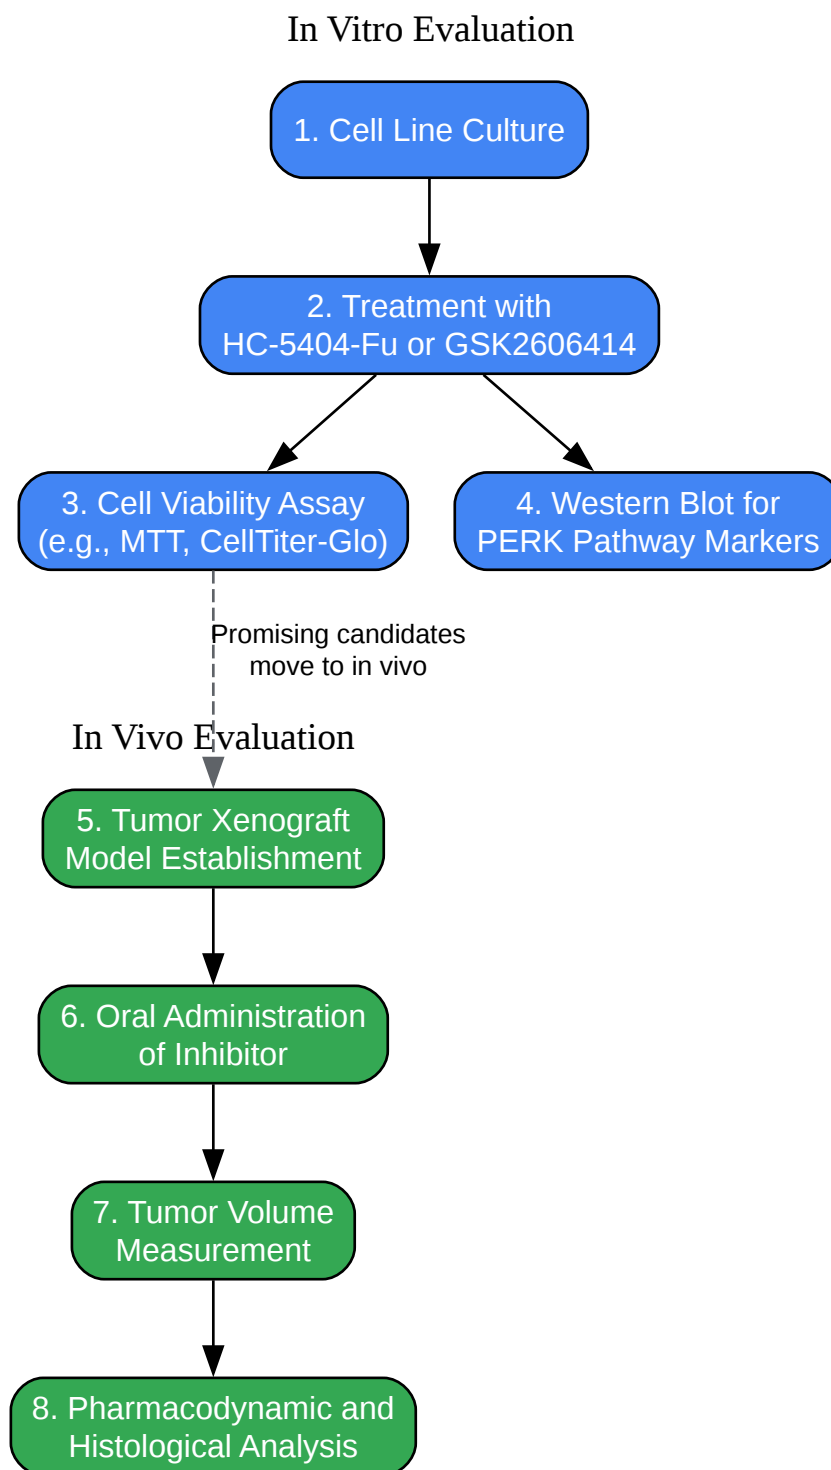 In Vitro Evaluation
1. Cell Line Culture
2. Treatment with
HC-5404-Fu or GSK2606414
3. Cell Viability Assay
(e.g., MTT, CellTiter-Glo)
4. Western Blot for
PERK Pathway Markers
Promising candidates
move to in vivo
In Vivo Evaluation
5. Tumor Xenograft
Model Establishment
6. Oral Administration
of Inhibitor
7. Tumor Volume
Measurement
8. Pharmacodynamic and
Histological Analysis